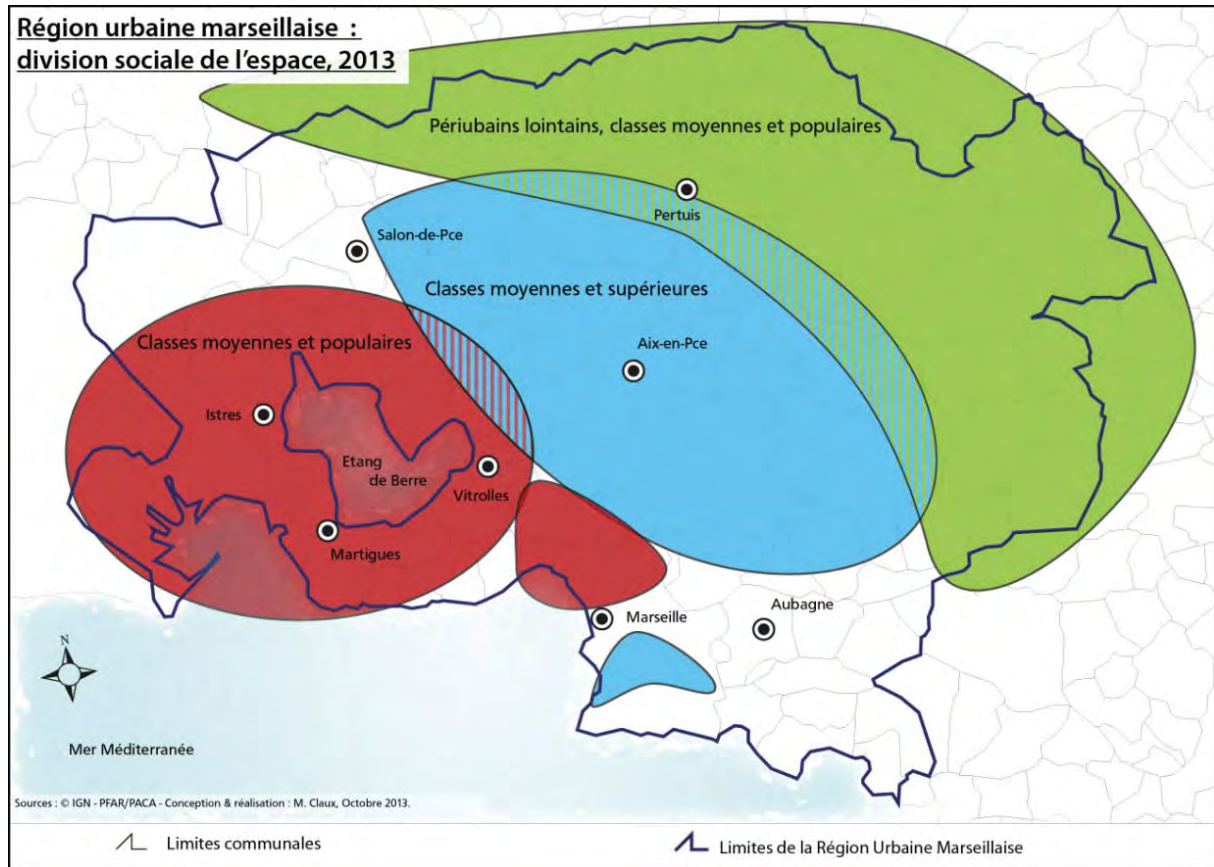 Région urbaine marseillaise :
division sociale de l'espace, 2013
Périubains lointains, classes moyennes et populaires
Pertuis
Salon-de-Pce
Classes moyennes et supérieures
Classes moyennes et populaires
Aix-en-Pce
Istres
Etang
de Berre
Vitrolles
Martigues
Marseille
Aubagne
N
Mer Méditerranée
Sources : © IGN - PFAR/PACA - Conception & réalisation : M. Claux, Octobre 2013.
Limites communales
Limites de la Région Urbaine Marseillaise